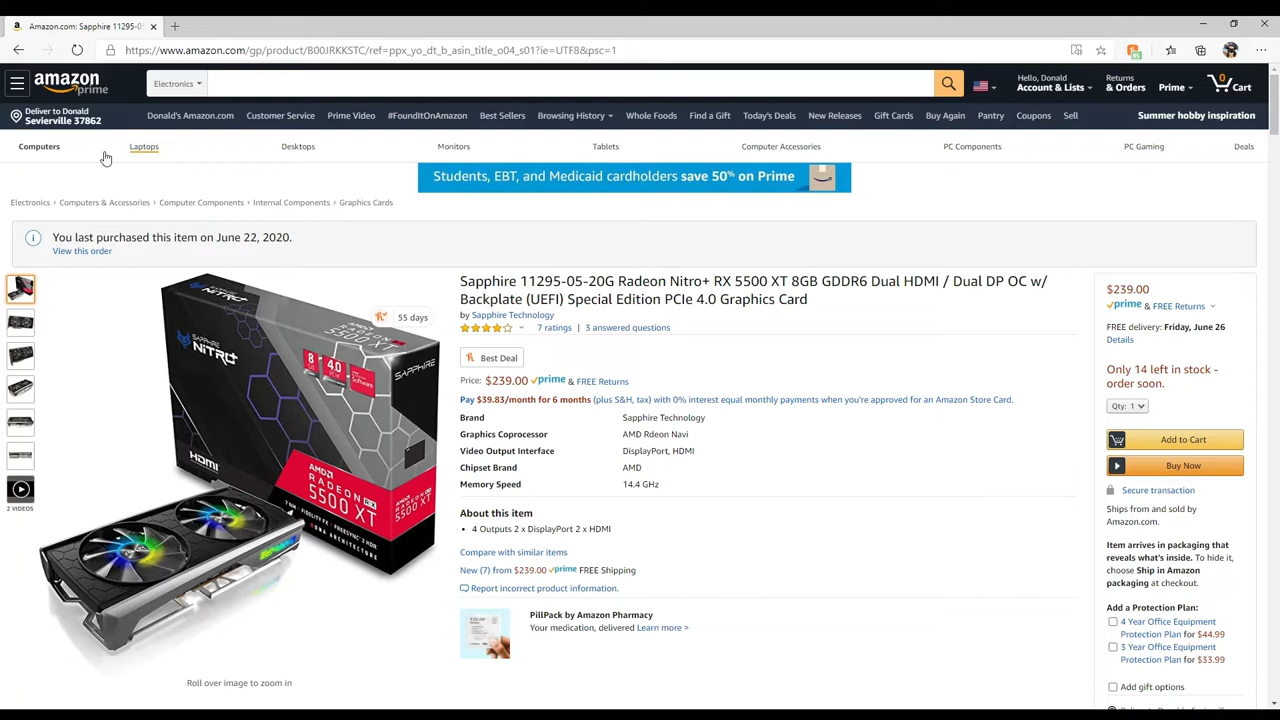 Amazon.com: Sapphire 11295-05
https://www.amazon.com/gp/product/B00JRKKSTC/ref=ppx_yo_dt_b_asin_title_o04_s01?ie=UTF8&psc=1
amazon prime
Electronics
Hello, Donald
Account & Lists
Returns
& Orders
Prime
0
Cart
Deliver to Donald
Sevierville 37862
Donald's Amazon.com Customer Service Prime Video #FoundItOnAmazon Best Sellers Browsing History Whole Foods Find a Gift Today's Deals New Releases Gift Cards Buy Again Pantry Coupons Sell
Summer hobby inspiration
Computers Laptops Desktops Monitors Tablets Computer Accessories PC Components PC Gaming Deals
Students, EBT, and Medicaid cardholders save 50% on Prime
Electronics › Computers & Accessories › Computer Components › Internal Components › Graphics Cards
You last purchased this item on June 22, 2020.
View this order
55 days
NITRO+
SAPPHIRE
NITRO+
8
4.0
Software
SAPPHIRE
HDMI
AMD
RADEON
5500 XT
RADEON
5500 XT
2 VIDEOS
Roll over image to zoom in
Sapphire 11295-05-20G Radeon Nitro+ RX 5500 XT 8GB GDDR6 Dual HDMI / Dual DP OC w/
Backplate (UEFI) Special Edition PCIe 4.0 Graphics Card
by Sapphire Technology
7 ratings | 3 answered questions
Best Deal
Price: $239.00 prime & FREE Returns
Pay $39.83/month for 6 months (plus S&H, tax) with 0% interest equal monthly payments when you're approved for an Amazon Store Card.
Brand Sapphire Technology
Graphics Coprocessor AMD Rdeon Navi
Video Output Interface DisplayPort, HDMI
Chipset Brand AMD
Memory Speed 14.4 GHz
About this item
• 4 Outputs 2 x DisplayPort 2 x HDMI
Compare with similar items
New (7) from $239.00 prime FREE Shipping
Report incorrect product information.
PillPack by Amazon Pharmacy
Your medication, delivered Learn more >
$239.00
prime & FREE Returns
FREE delivery: Friday, June 26
Details
Only 14 left in stock -
order soon.
Qty: 1
Add to Cart
Buy Now
Secure transaction
Ships from and sold by
Amazon.com.
Item arrives in packaging that
reveals what's inside. To hide it,
choose Ship in Amazon
packaging at checkout.
Add a Protection Plan:
4 Year Office Equipment
Protection Plan for $44.99
3 Year Office Equipment
Protection Plan for $33.99
Add gift options